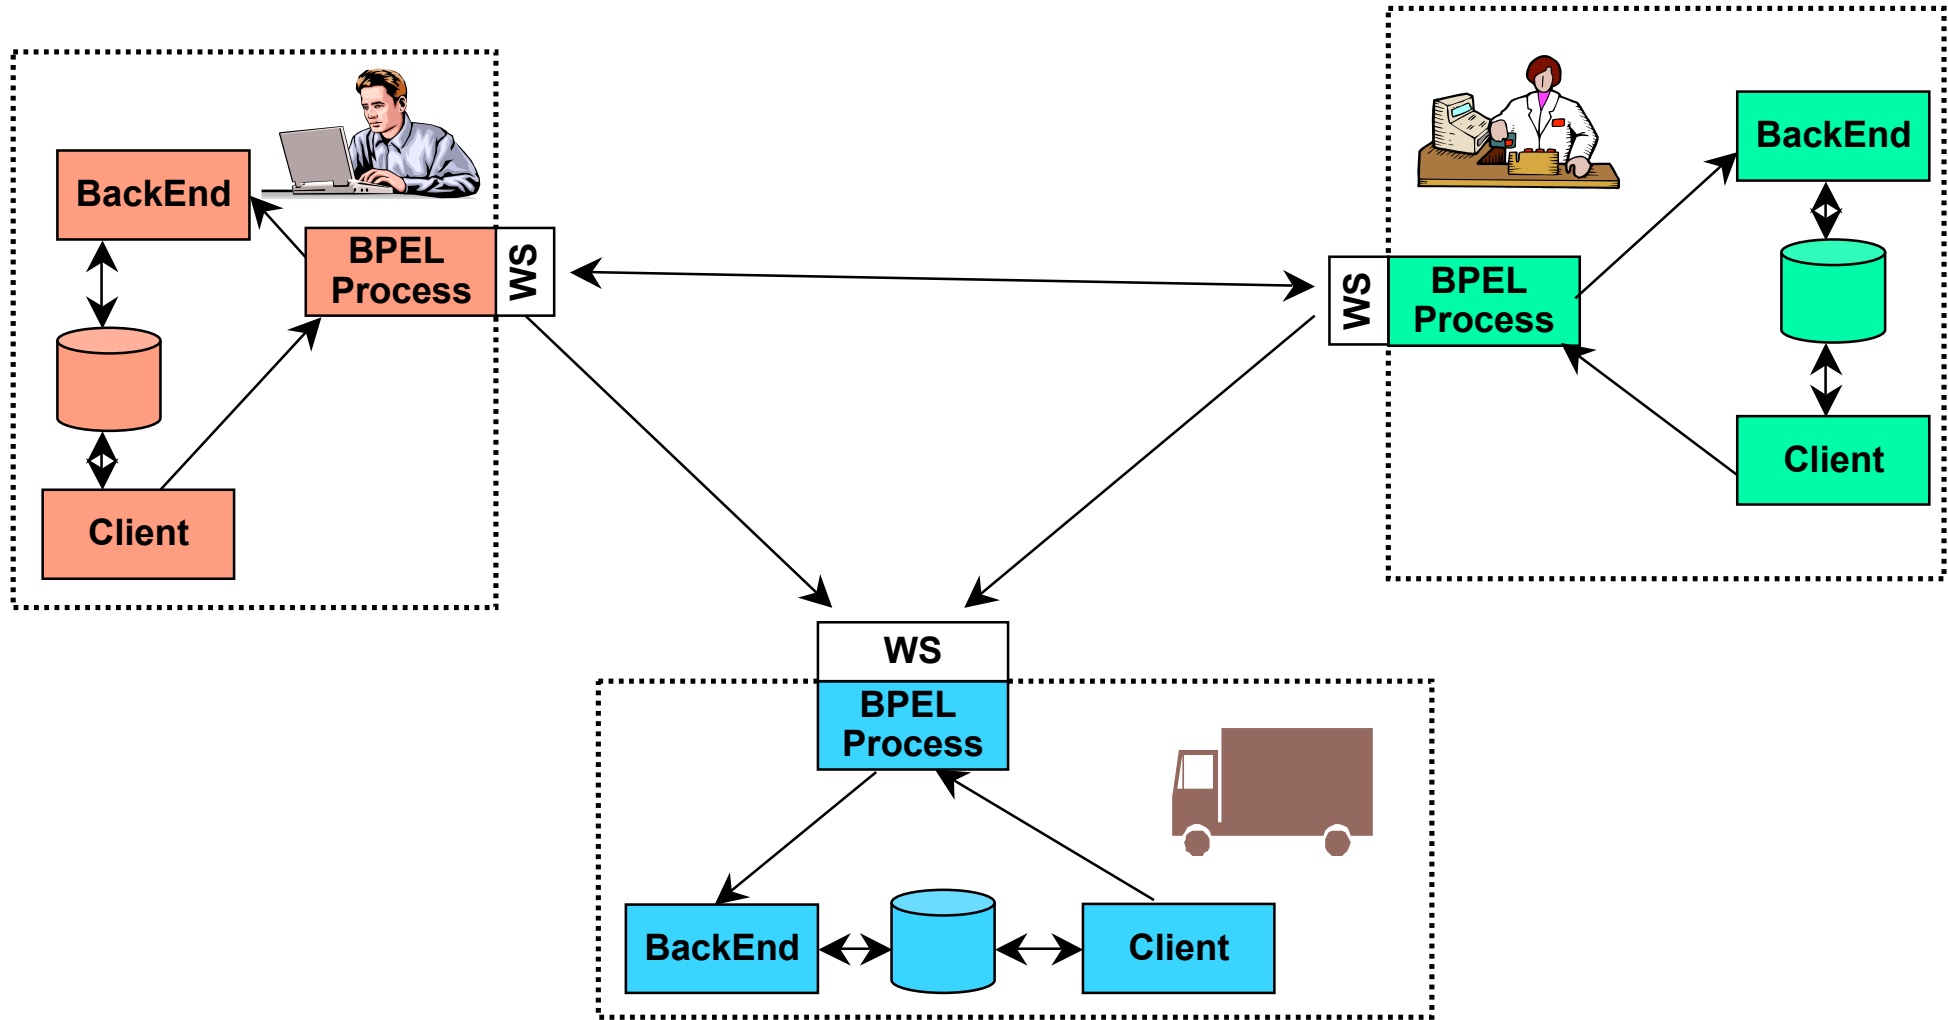 BackEnd
BPEL
Process
WS
Client
BackEnd
WS
BPEL
Process
Client
WS
BPEL
Process
BackEnd
Client